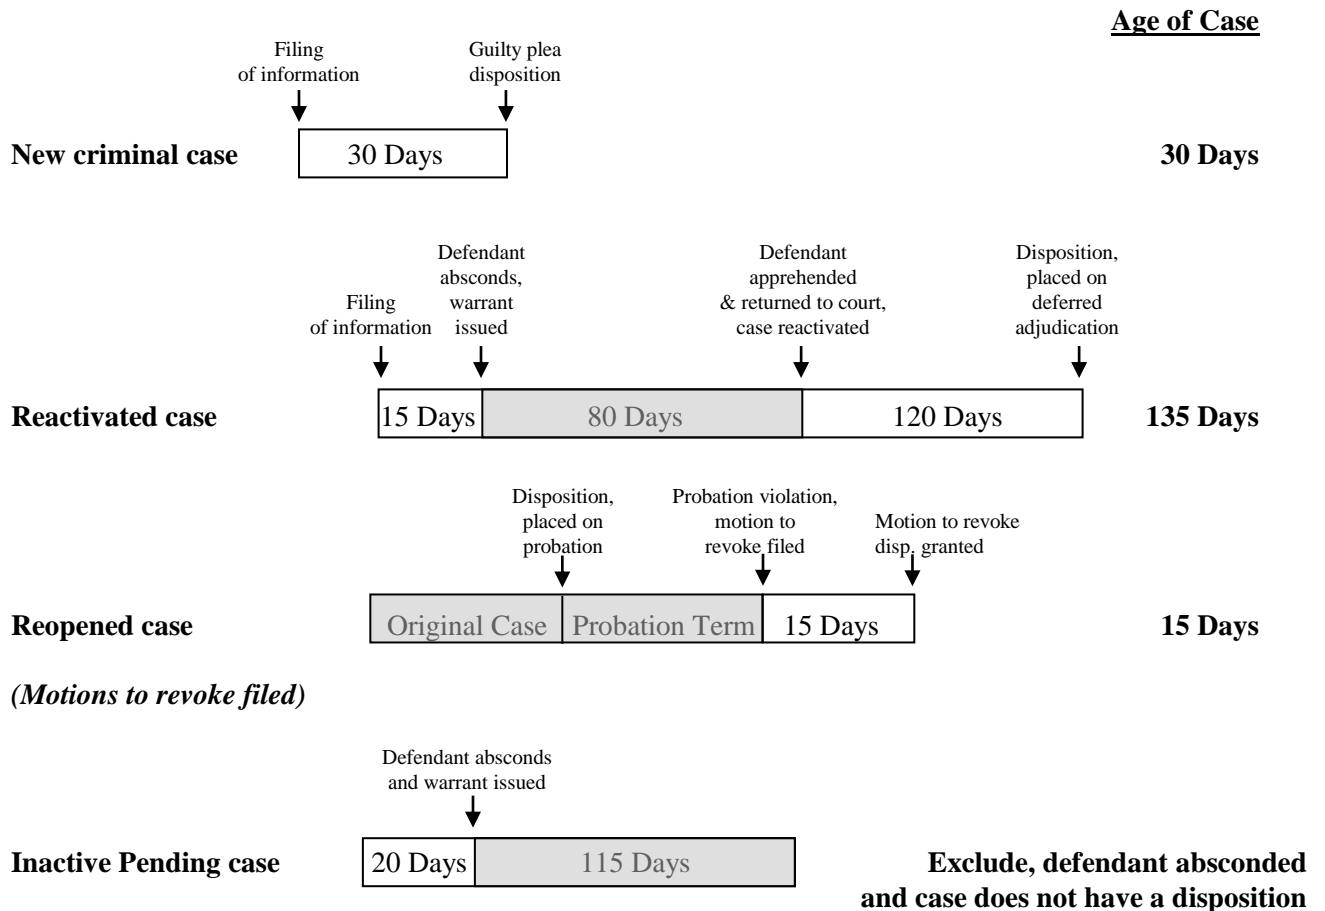 Age of Case
Filing
of information
Guilty plea
disposition
New criminal case
30 Days
30 Days
Filing
of information
Defendant
absconds,
warrant
issued
Defendant
apprehended
& returned to court,
case reactivated
Disposition,
placed on
deferred
adjudication
Reactivated case
15 Days
80 Days
120 Days
135 Days
Disposition,
placed on
probation
Probation violation,
motion to
revoke filed
Motion to revoke
disp. granted
Reopened case
Original Case
Probation Term
15 Days
15 Days
(Motions to revoke filed)
Defendant absconds
and warrant issued
Inactive Pending case
20 Days
115 Days
Exclude, defendant absconded
and case does not have a disposition